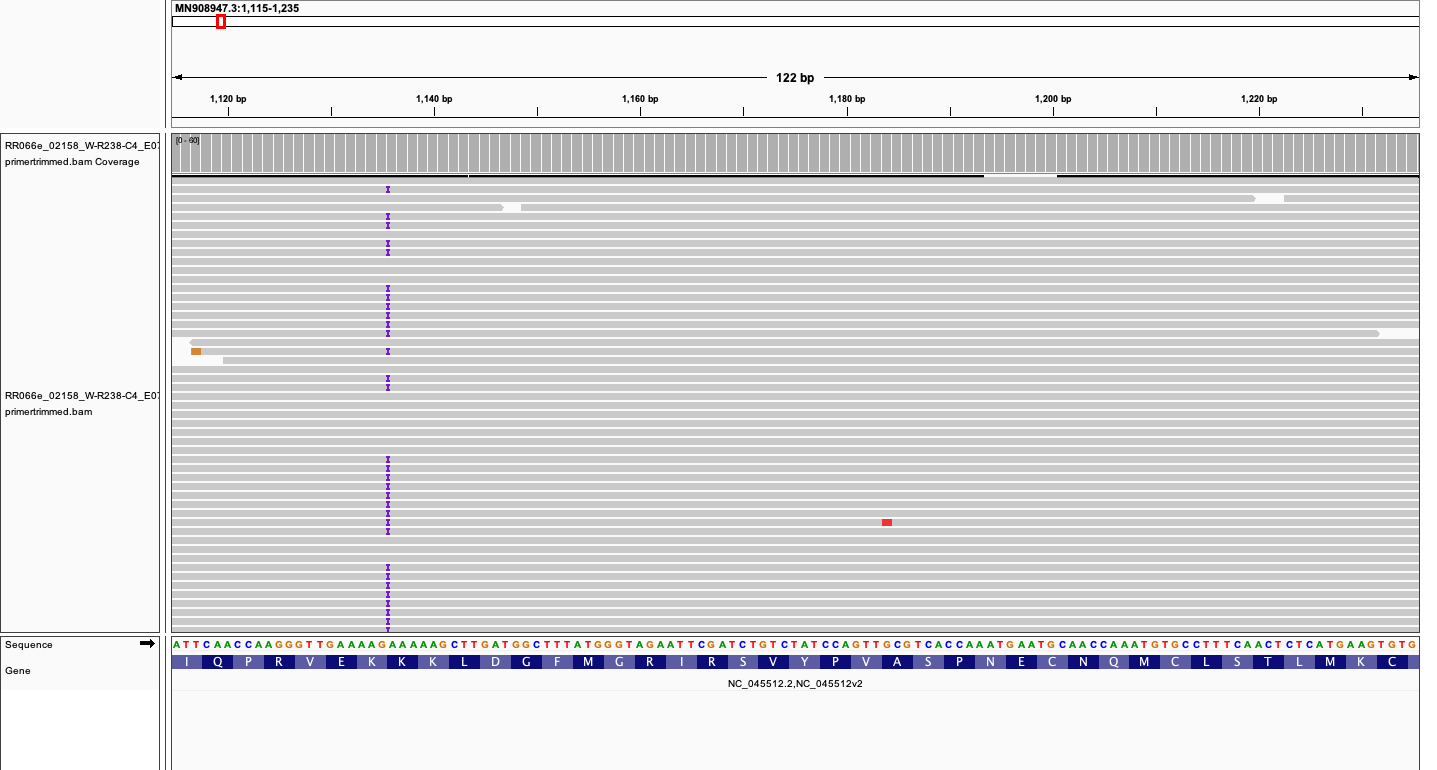 MN908947.3:1,115-1,235
122 bp
1,120 bp 1,140 bp 1,160 bp 1,180 bp 1,200 bp 1,220 bp
RR066e_02158_W-R238-C4_E07
primertrimmed.bam Coverage
[0 - 60]
RR066e_02158_W-R238-C4_E07
primertrimmed.bam
Sequence
A T T C A A C C A A G G G T T G A A A A G A A A A A G C T T G A T G G C T T T A T G G G T A G A A T T C G A T C T G T C T A T C C A G T T G C G T C A C C A A A T G A A T G C A A C C A A A T G T G C C T T T C A A C T C T C A T G A A G T G T G
Gene
I Q P R V E K K K L D G F M G R I R S V Y P V A S P N E C N Q M C L S T L M K C
NC_045512.2,NC_045512v2